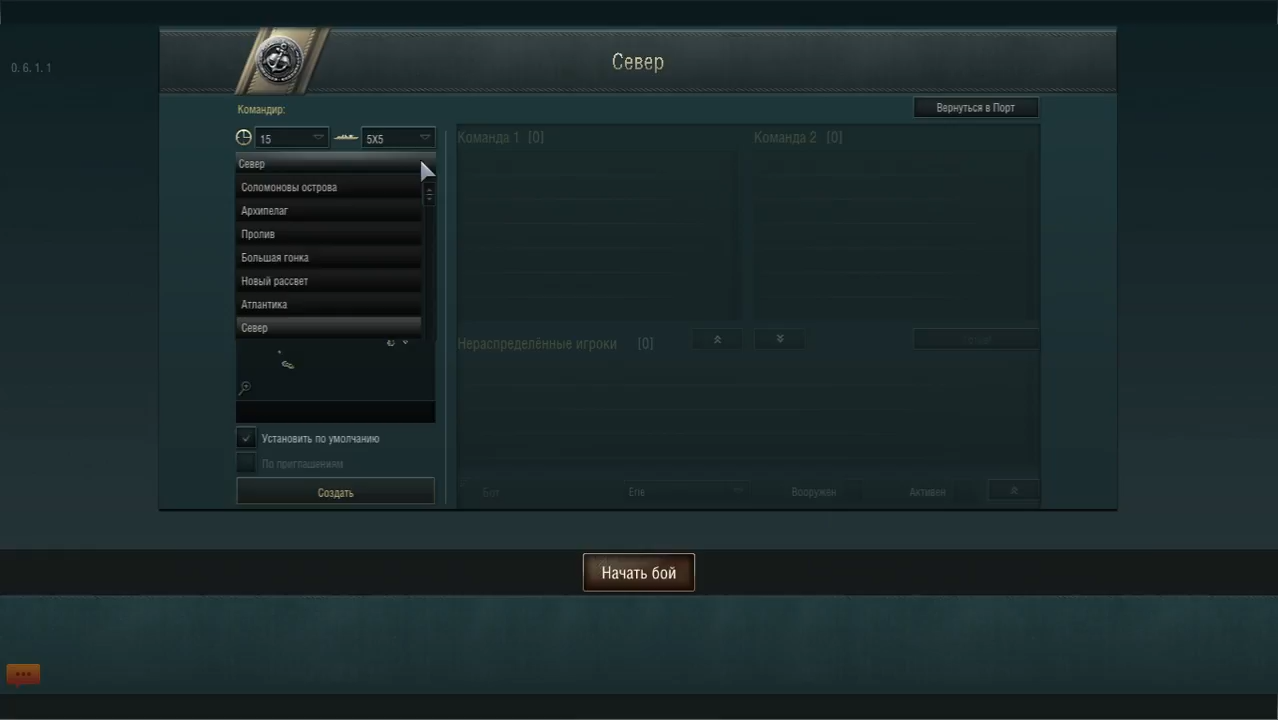 Север
0. 6. 1. 1
Командир:
Вернуться в Порт
15
5X5
Команда 1 [0]
Команда 2 [0]
Север
Соломоновы острова
Архипелаг
Пролив
Большая гонка
Новый рассвет
Атлантика
Север
Нераспределённые игроки [0]
Установить по умолчанию
По приглашениям
Создать
Бот
Erie
Вооружен
Активен
Начать бой